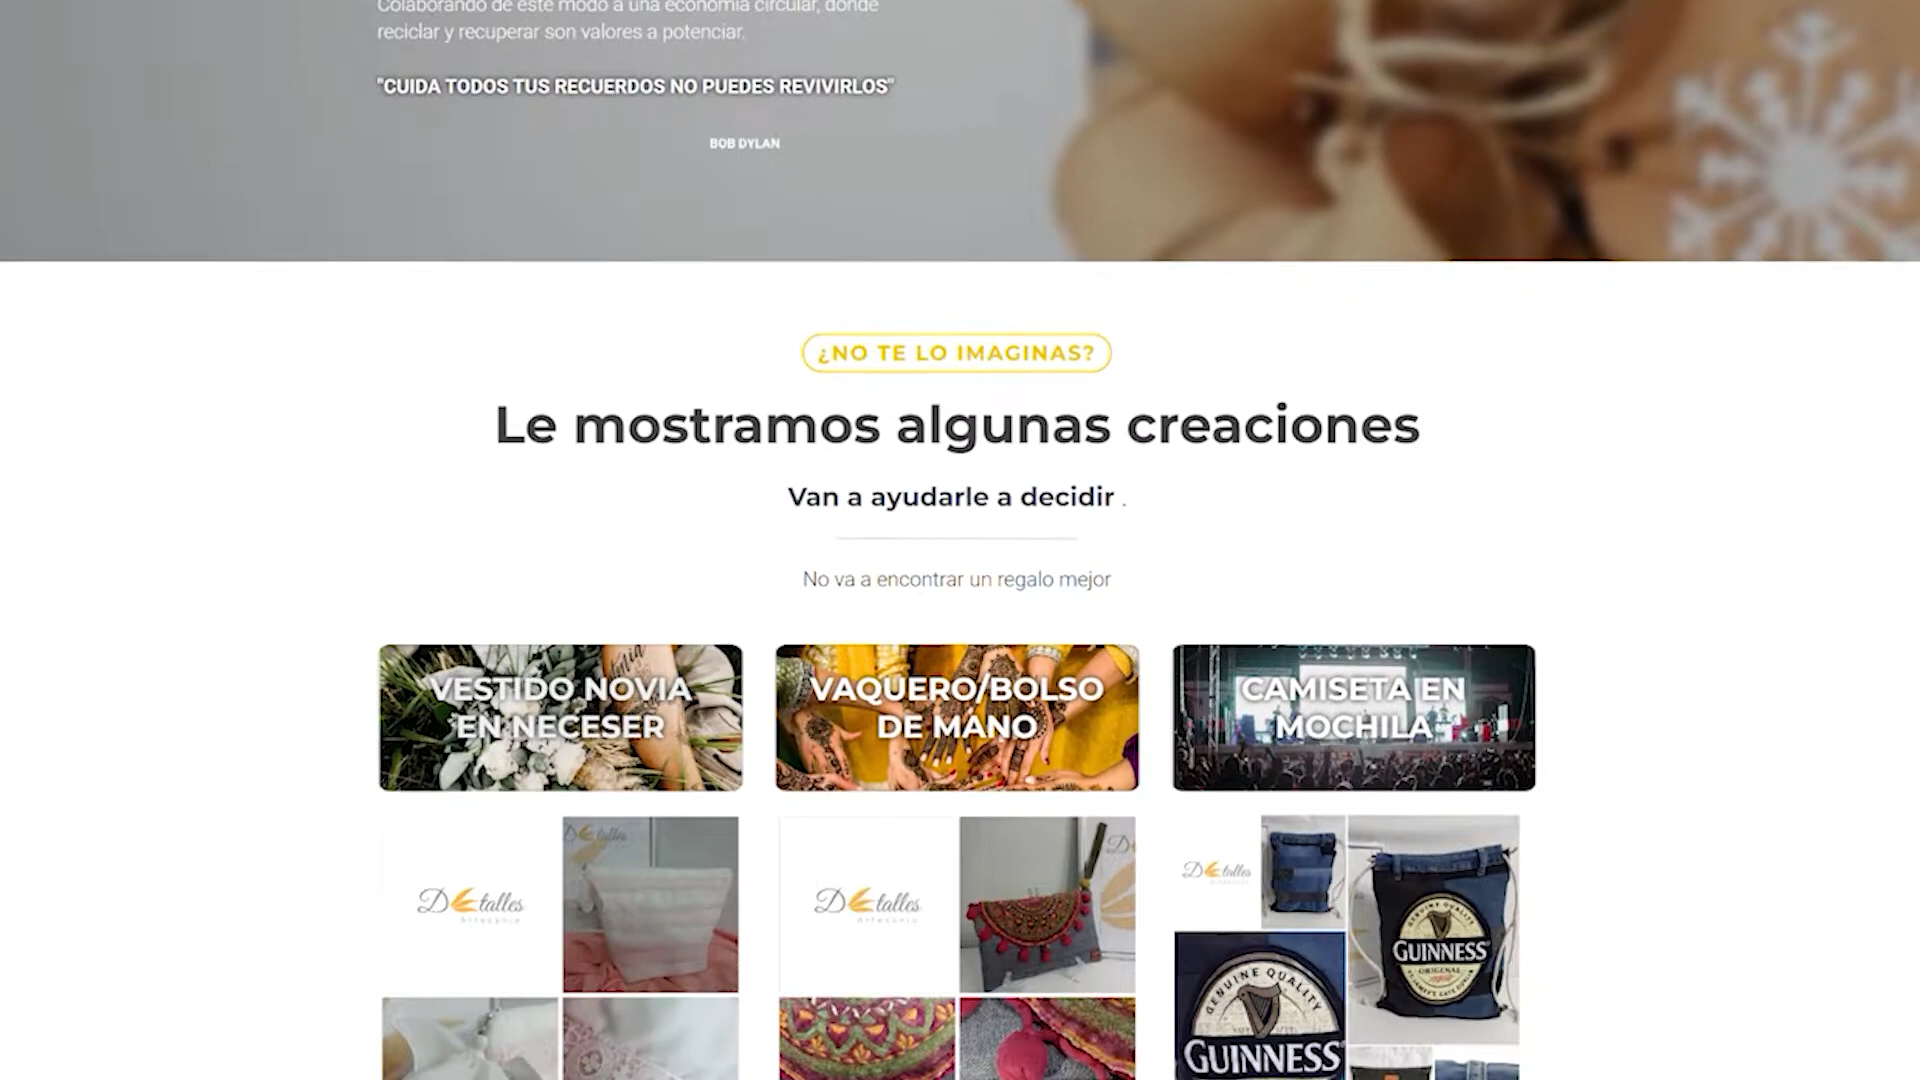 Colaborando de este modo a una economía circular, donde
reciclar y recuperar son valores a potenciar.
"CUIDA TODOS TUS RECUERDOS NO PUEDES REVIVIRLOS"
BOB DYLAN
¿NO TE LO IMAGINAS?
Le mostramos algunas creaciones
Van a ayudarle a decidir .
No va a encontrar un regalo mejor
VESTIDO NOVIA
EN NECESER
VAQUERO/BOLSO
DE MANO
CAMISETA EN
MOCHILA
DEtalles
Artesanía
DEtalles
Artesanía
DEtalles
GENUINE QUALITY
GUINNESS
ORIGINAL
GENUINE QUALITY
GUINNESS